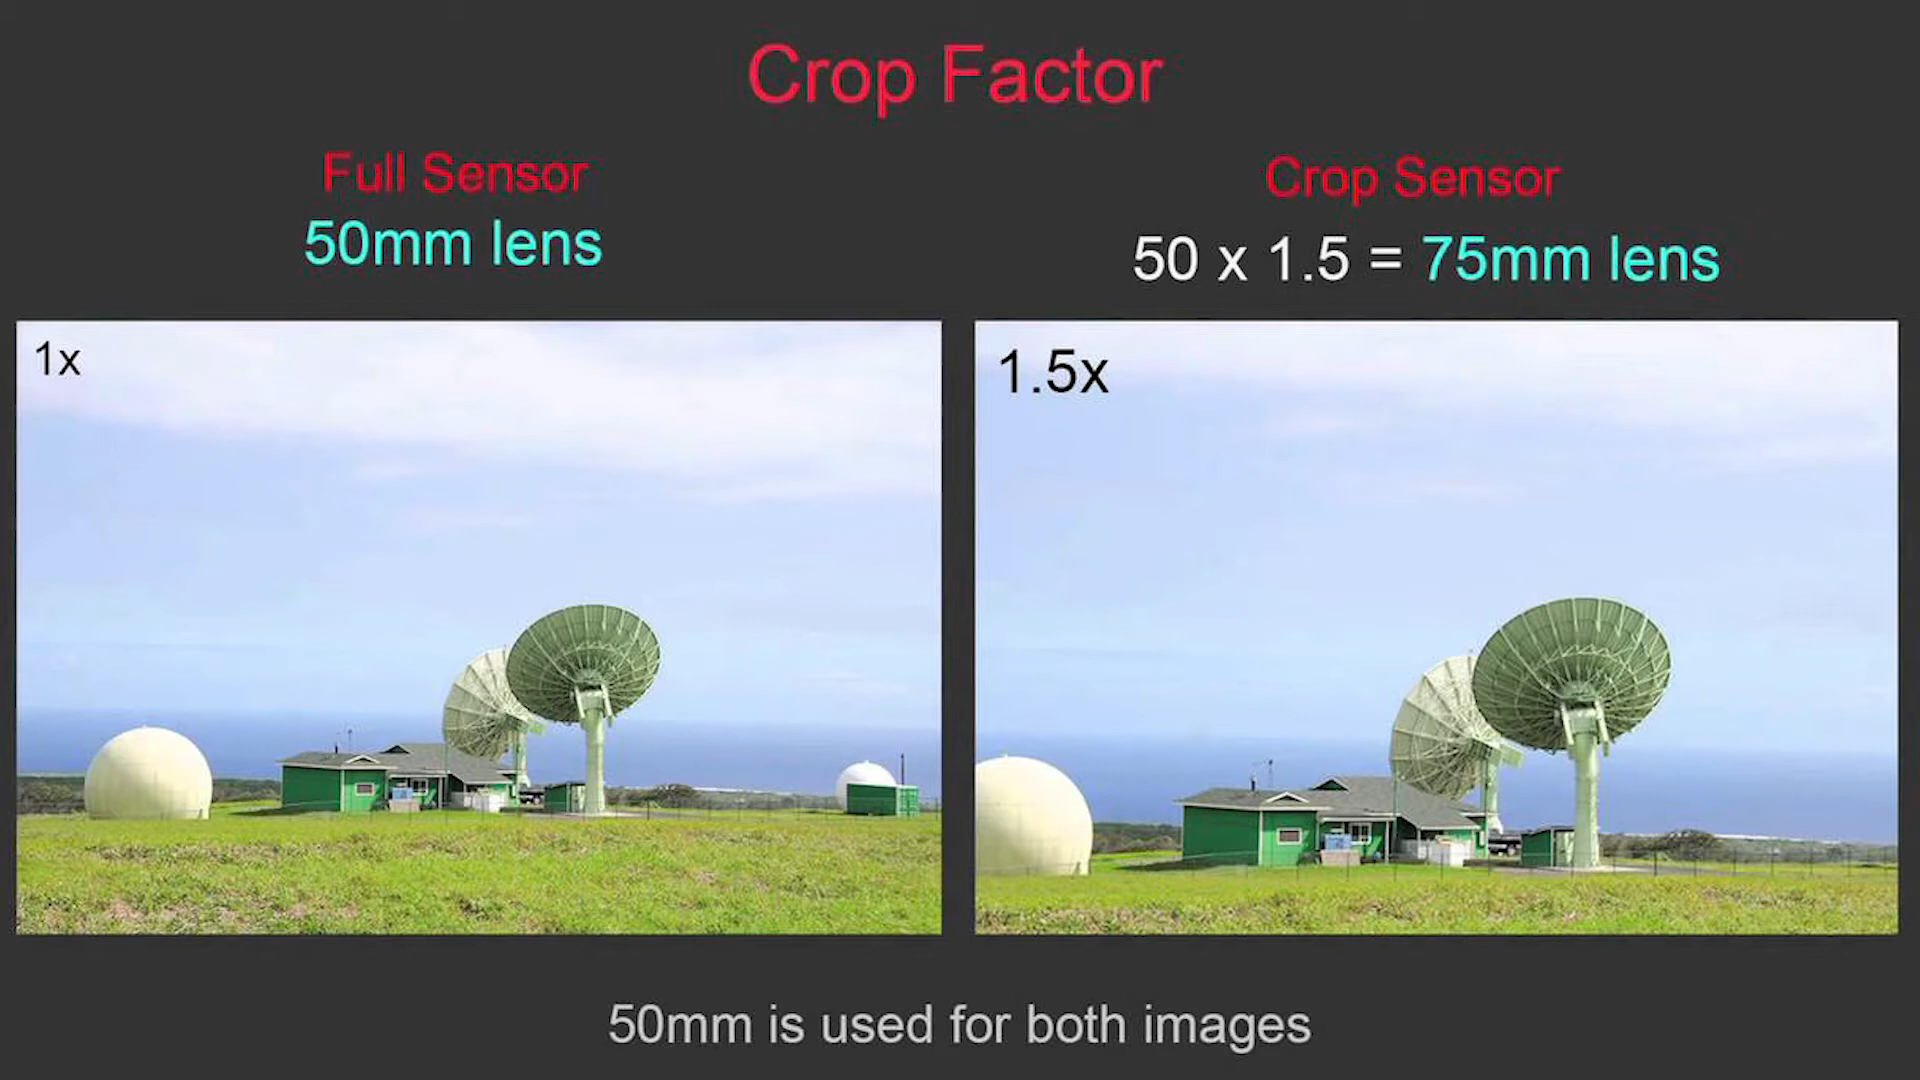 Crop Factor
Full Sensor
50mm lens
Crop Sensor
50 x 1.5 = 75mm lens
1x
1.5x
50mm is used for both images